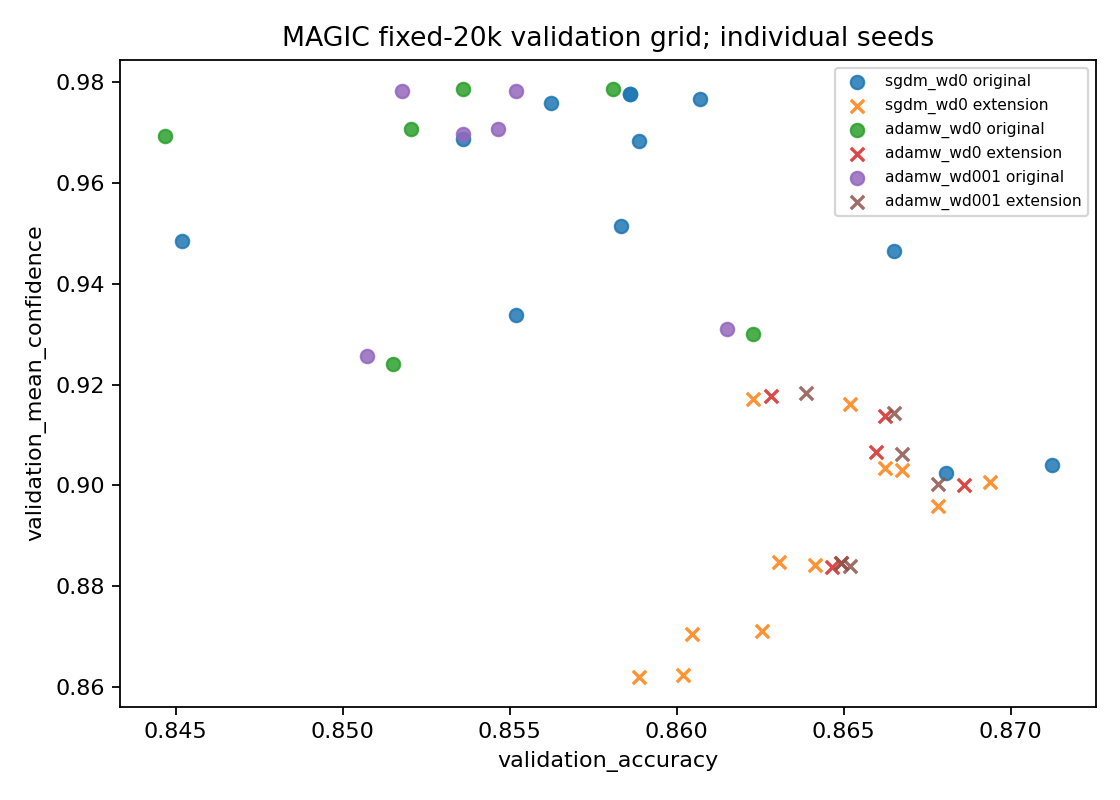 MAGIC fixed-20k validation grid; individual seeds
sgdm_wd0 original
sgdm_wd0 extension
adamw_wd0 original
adamw_wd0 extension
adamw_wd001 original
adamw_wd001 extension
validation_mean_confidence
0.98
0.96
0.94
0.92
0.90
0.88
0.86
0.845
0.850
0.855
0.860
0.865
0.870
validation_accuracy